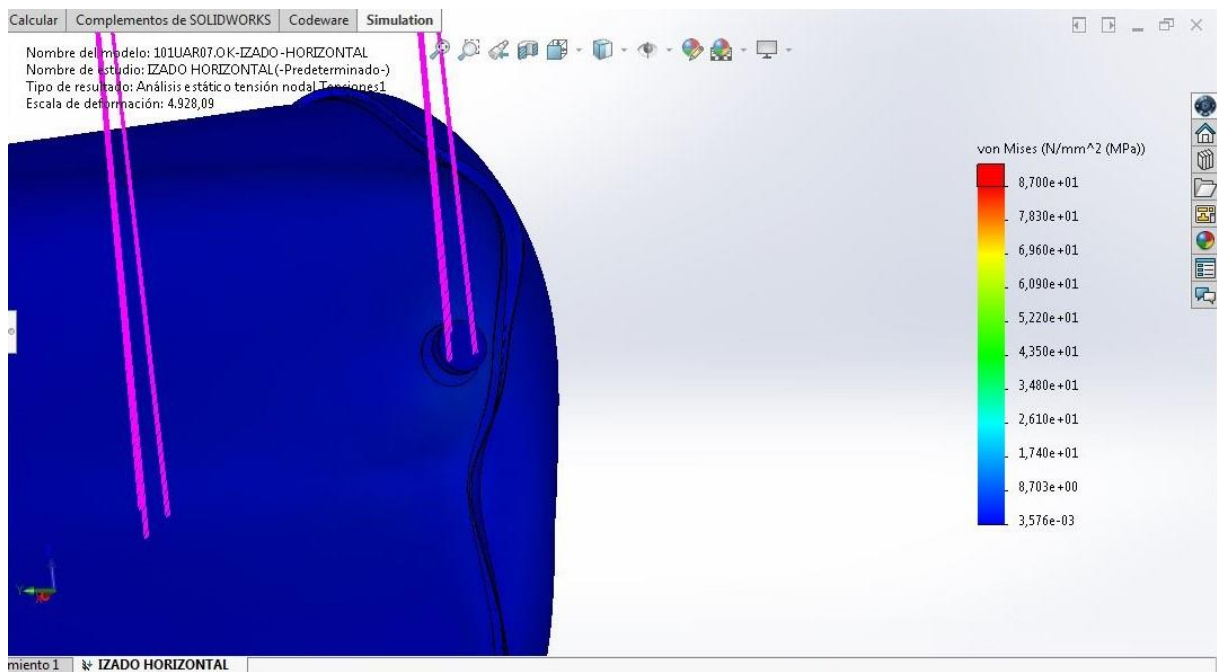 Calcular Complementos de SOLIDWORKS Codeware Simulation
Nombre del modelo: 101UAR07.OK-IZADO-HORIZONTAL
Nombre de estudio: IZADO HORIZONTAL(-Predeterminado-)
Tipo de resultado: Análisis estático tensión nodal Tensiones1
Escala de deformación: 4.928,09
von Mises (N/mm^2 (MPa))
8,700e+01
7,830e+01
6,960e+01
6,090e+01
5,220e+01
4,350e+01
3,480e+01
2,610e+01
1,740e+01
8,703e+00
3,576e-03
Y
miento 1 IZADO HORIZONTAL